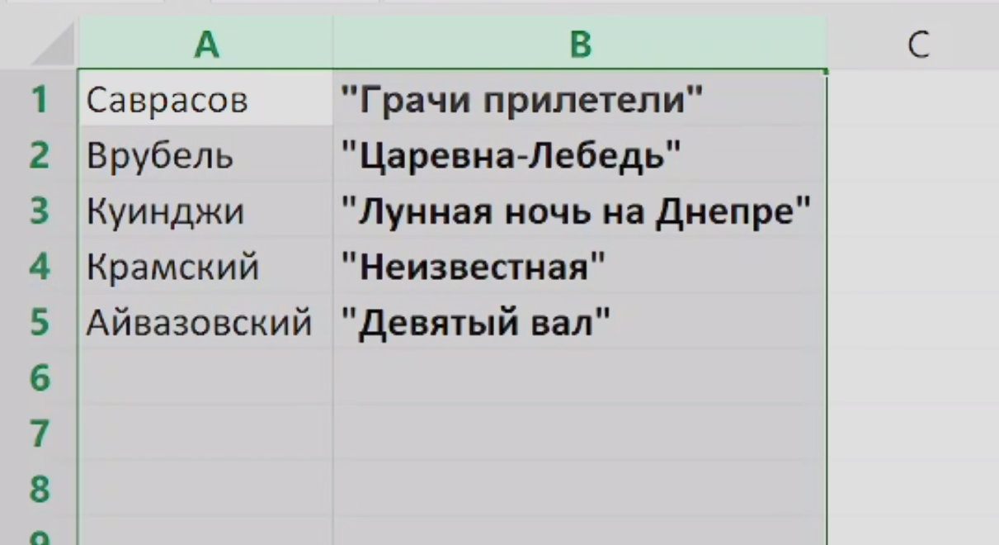 A B C
1 Саврасов "Грачи прилетели"
2 Врубель "Царевна-Лебедь"
3 Куинджи "Лунная ночь на Днепре"
4 Крамский "Неизвестная"
5 Айвазовский "Девятый вал"
6
7
8
9